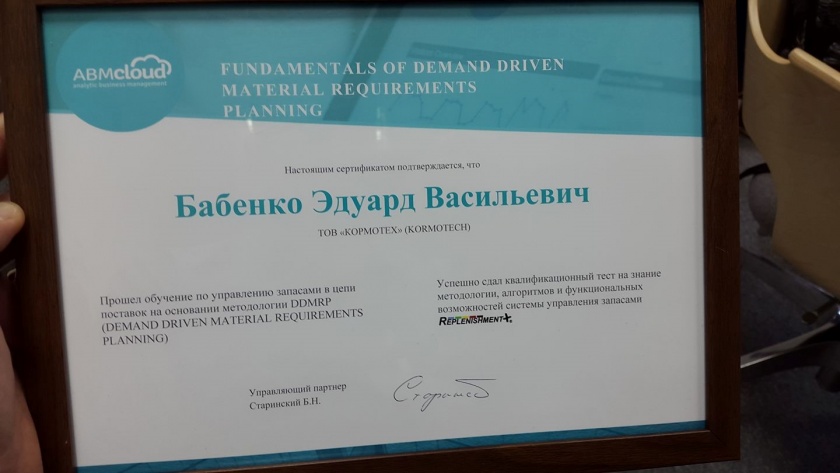 ABMcloud
analytic business management
FUNDAMENTALS OF DEMAND DRIVEN
MATERIAL REQUIREMENTS
PLANNING
Настоящим сертификатом подтверждается, что
Бабенко Эдуард Васильевич
ТОВ «КОРМОТЕХ» (KORMOTECH)
Прошел обучение по управлению запасами в цепи
поставок на основании методологии DDMRP
(DEMAND DRIVEN MATERIAL REQUIREMENTS
PLANNING)
Успешно сдал квалификационный тест на знание
методологии, алгоритмов и функциональных
возможностей системы управления запасами
REPLENISHMENT+
Управляющий партнер
Старинский Б.Н.